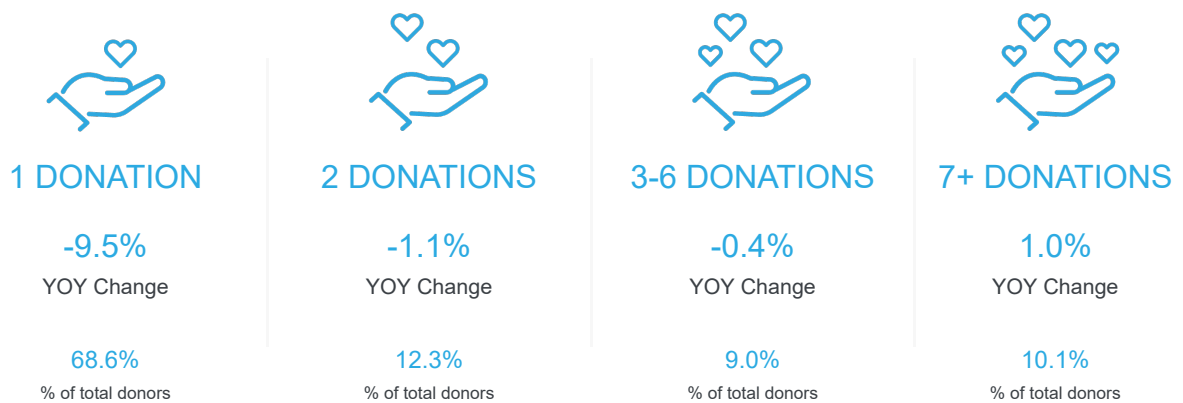 1 DONATION
-9.5%
YOY Change
68.6%
% of total donors
2 DONATIONS
-1.1%
YOY Change
12.3%
% of total donors
3-6 DONATIONS
-0.4%
YOY Change
9.0%
% of total donors
7+ DONATIONS
1.0%
YOY Change
10.1%
% of total donors